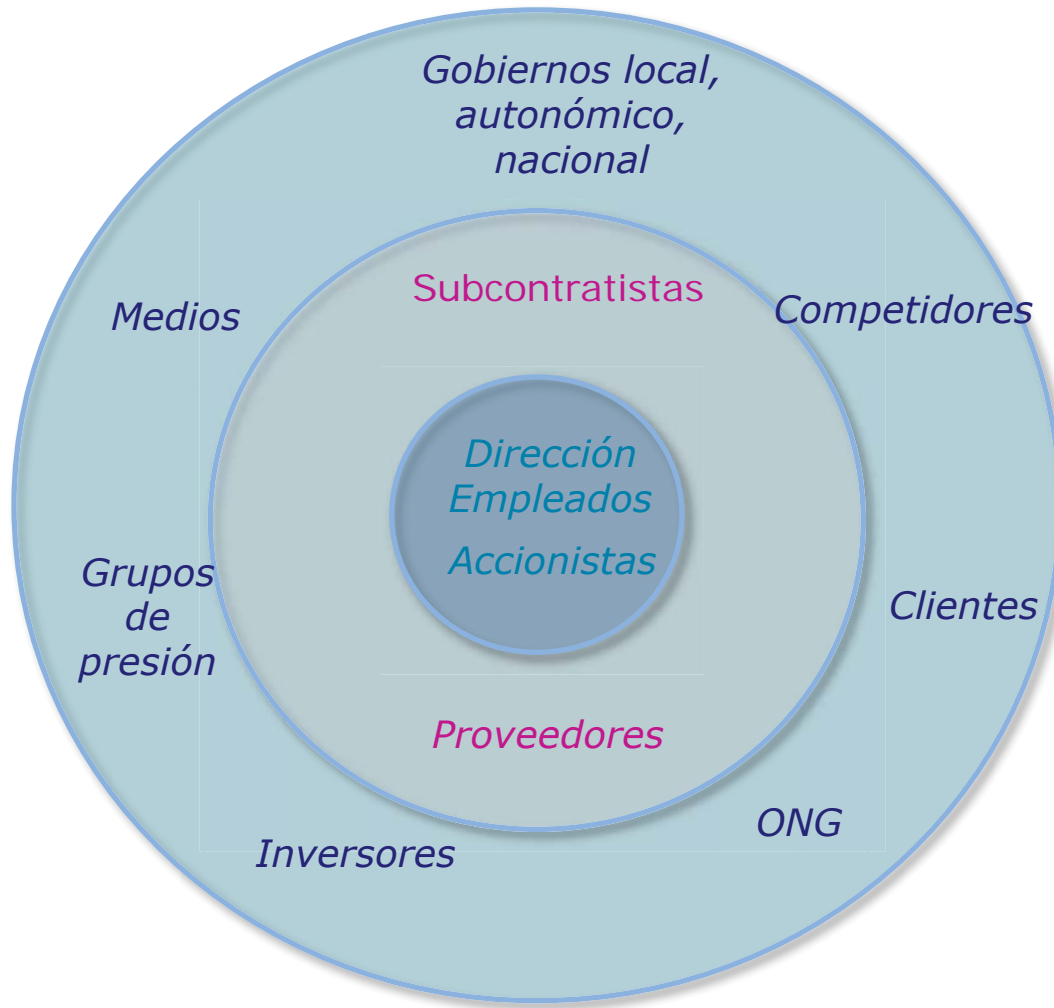 Gobiernos local,
autonómico,
nacional
Subcontratistas
Medios
Competidores
Dirección
Empleados
Accionistas
Grupos
de
presión
Clientes
Proveedores
ONG
Inversores